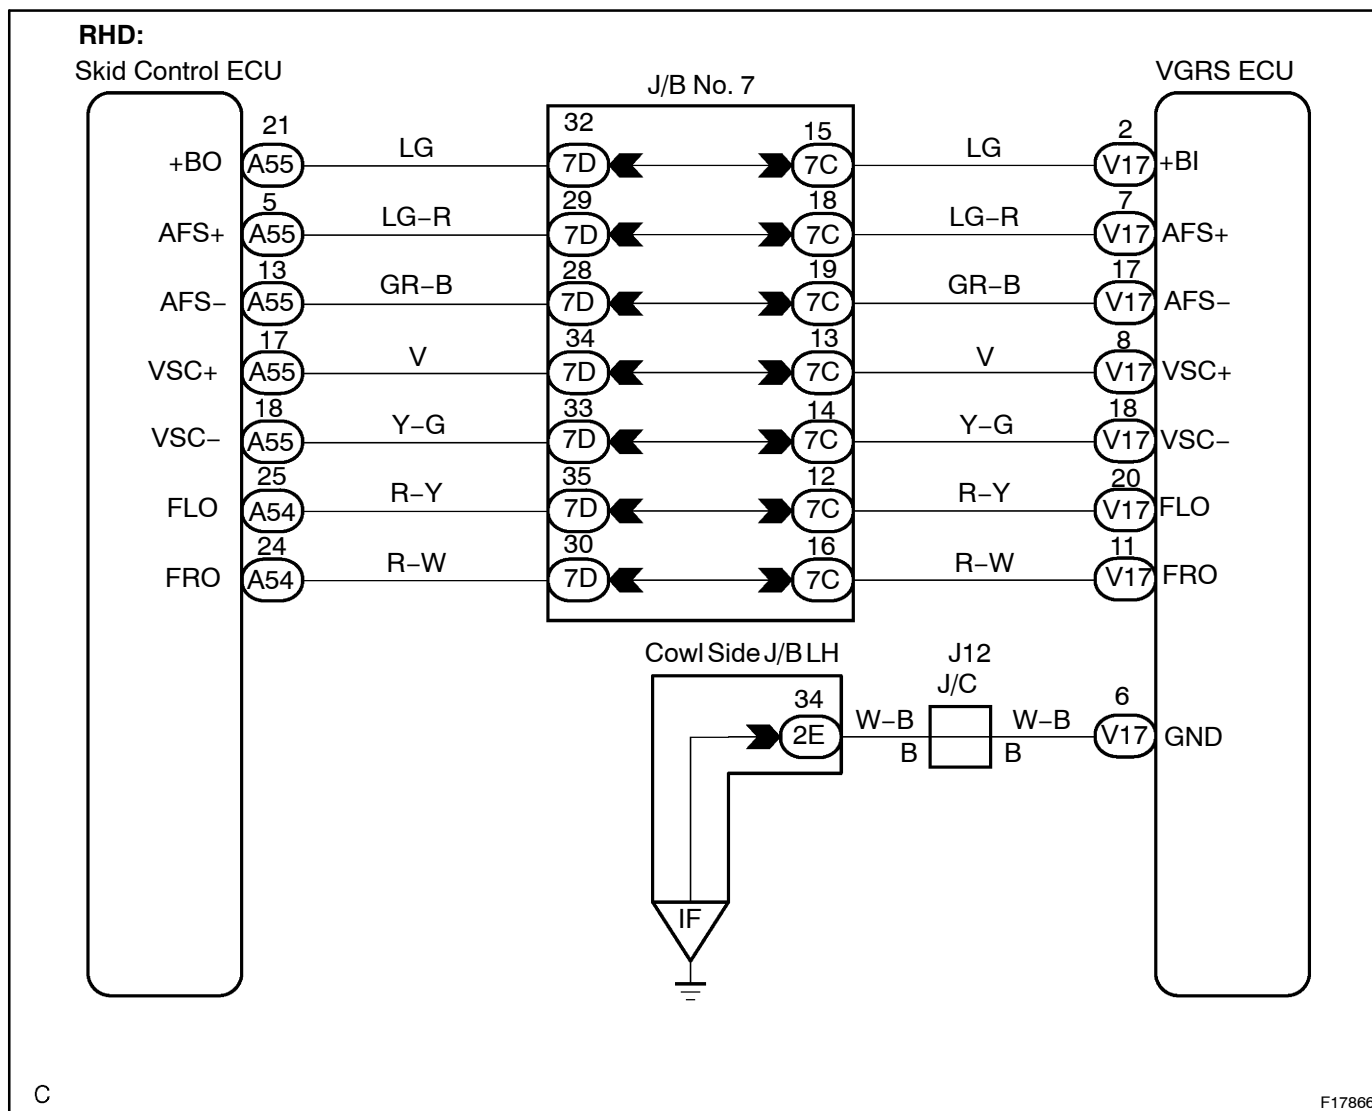 RHD:
Skid Control ECU
J/B No. 7
VGRS ECU
21 32 15 2
+BO A55 LG 7D 7C LG V17 +BI
5 29 18 7
AFS+ A55 LG–R 7D 7C LG–R V17 AFS+
13 28 19 17
AFS– A55 GR–B 7D 7C GR–B V17 AFS–
17 34 13 8
VSC+ A55 V 7D 7C V V17 VSC+
18 33 14 18
VSC– A55 Y–G 7D 7C Y–G V17 VSC–
25 35 12 20
FLO A54 R–Y 7D 7C R–Y V17 FLO
24 30 16 11
FRO A54 R–W 7D 7C R–W V17 FRO
Cowl Side J/B LH J12
J/C
34 6
2E W–B W–B V17 GND
B B
IF
C
F17866